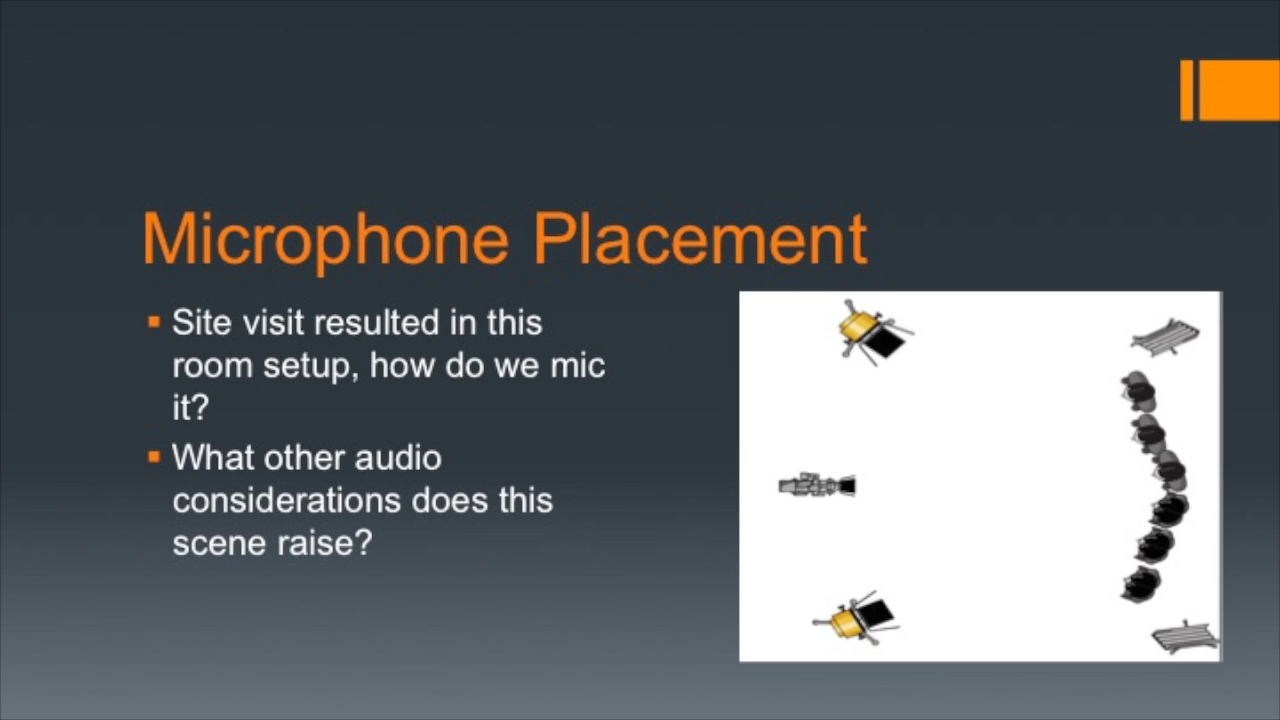 Microphone Placement
▪ Site visit resulted in this
room setup, how do we mic
it?
▪ What other audio
considerations does this
scene raise?